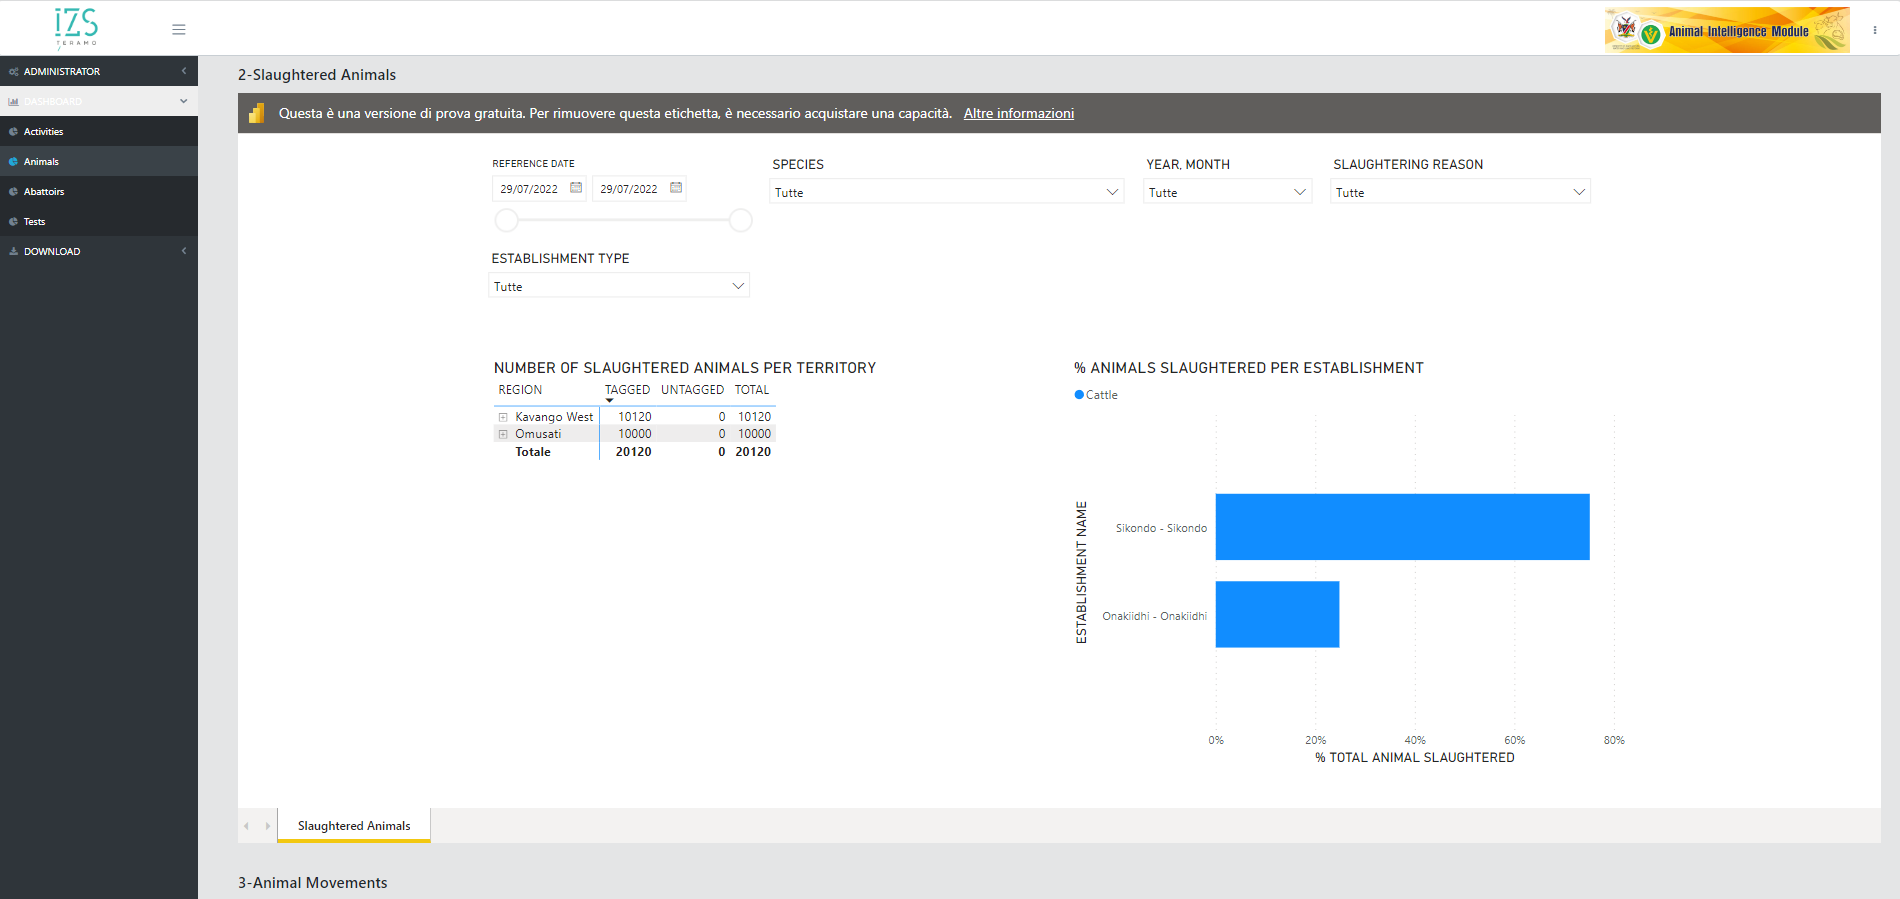 IZS
TERAMO
Animal Intelligence Module
ADMINISTRATOR
DASHBOARD
Activities
Animals
Abattoirs
Tests
DOWNLOAD
2-Slaughtered Animals
Questa è una versione di prova gratuita. Per rimuovere questa etichetta, è necessario acquistare una capacità. Altre informazioni
REFERENCE DATE
29/07/2022 29/07/2022
SPECIES
Tutte
YEAR, MONTH
Tutte
SLAUGHTERING REASON
Tutte
ESTABLISHMENT TYPE
Tutte
NUMBER OF SLAUGHTERED ANIMALS PER TERRITORY
REGION TAGGED UNTAGGED TOTAL
Kavango West 10120 0 10120
Omusati 10000 0 10000
Totale 20120 0 20120
% ANIMALS SLAUGHTERED PER ESTABLISHMENT
Cattle
ESTABLISHMENT NAME
Sikondo - Sikondo
Onakiidhi - Onakiidhi
0% 20% 40% 60% 80%
% TOTAL ANIMAL SLAUGHTERED
Slaughtered Animals
3-Animal Movements